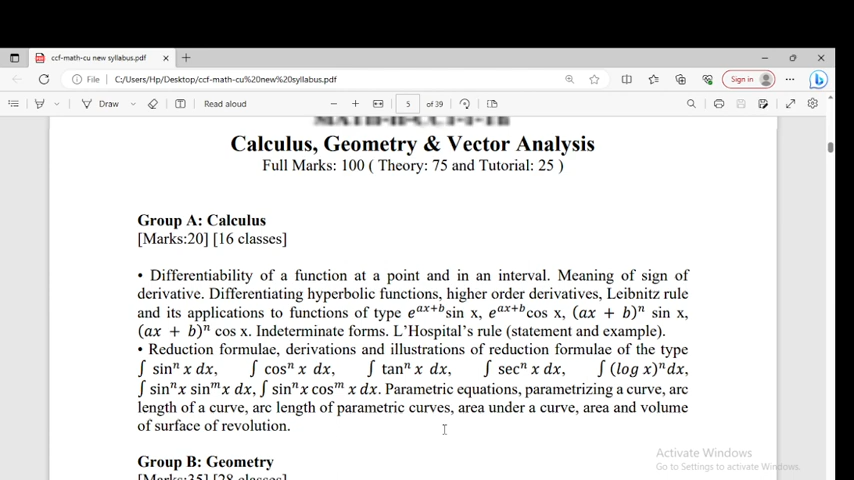 ccf-math-cu new syllabus.pdf
File C:/Users/Hp/Desktop/ccf-math-cu%20new%20syllabus.pdf Sign in
Draw Read aloud 5 of 39
Calculus, Geometry & Vector Analysis
Full Marks: 100 ( Theory: 75 and Tutorial: 25 )
Group A: Calculus
[Marks:20] [16 classes]
• Differentiability of a function at a point and in an interval. Meaning of sign of
derivative. Differentiating hyperbolic functions, higher order derivatives, Leibnitz rule
and its applications to functions of type e^{ax+b}sin x, e^{ax+b}cos x, (ax + b)^n sin x,
(ax + b)^n cos x. Indeterminate forms. L’Hospital’s rule (statement and example).
• Reduction formulae, derivations and illustrations of reduction formulae of the type
∫ sin^n x dx, ∫ cos^n x dx, ∫ tan^n x dx, ∫ sec^n x dx, ∫ (log x)^n dx,
∫ sin^n x sin^m x dx, ∫ sin^n x cos^m x dx. Parametric equations, parametrizing a curve, arc
length of a curve, arc length of parametric curves, area under a curve, area and volume
of surface of revolution.
Group B: Geometry
[Marks:35] [28 classes]
Activate Windows
Go to Settings to activate Windows.